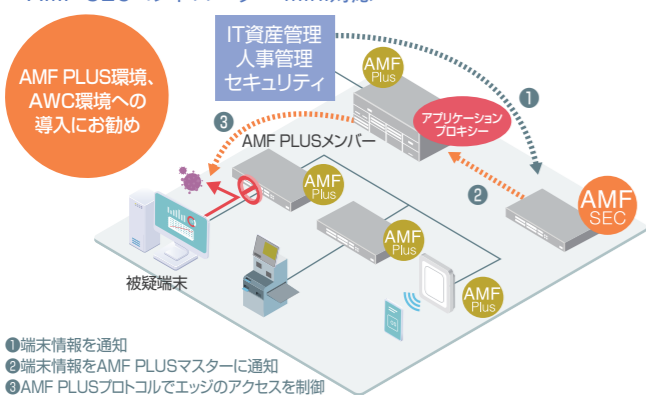 AMF PLUS環境、
AWC環境への
導入にお勧め
IT資産管理
人事管理
セキュリティ
AMF
Plus
❶
アプリケーション
プロキシー
❸
AMF PLUSメンバー
AMF
Plus
❷
AMF
SEC
AMF
Plus
AMF
Plus
被疑端末
❶端末情報を通知
❷端末情報をAMF PLUSマスターに通知
❸AMF PLUSプロトコルでエッジのアクセスを制御